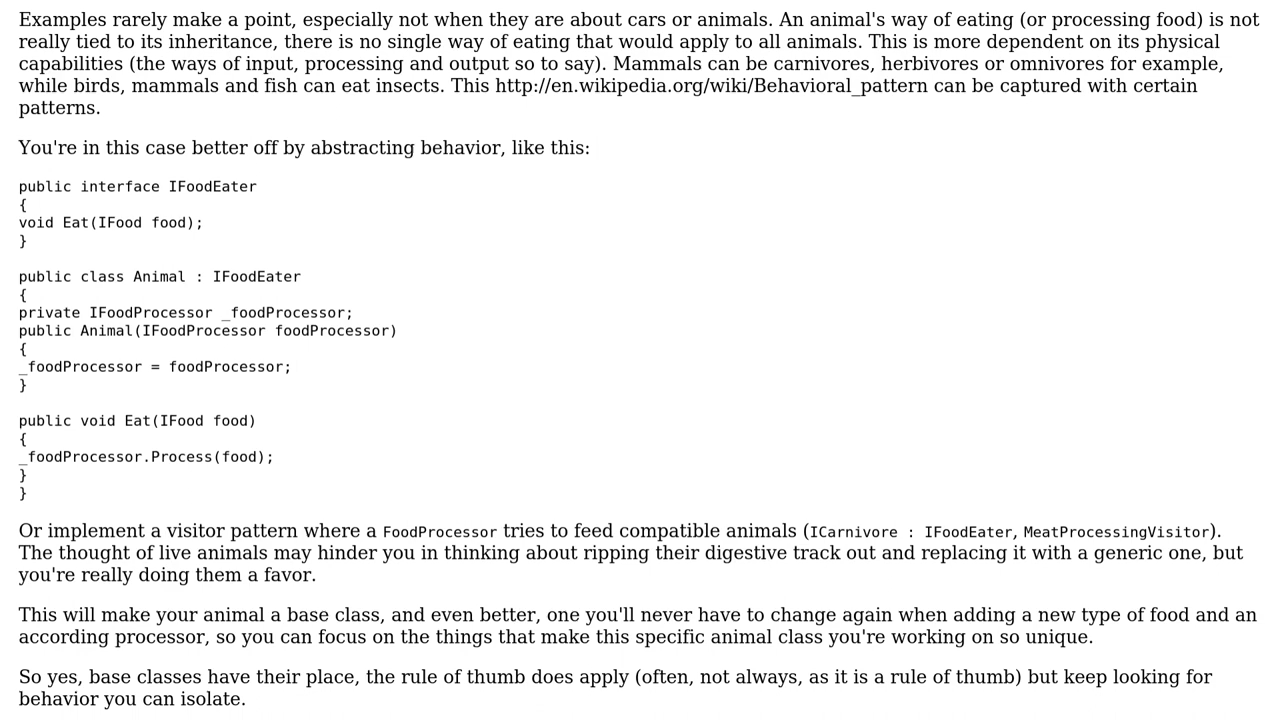 Examples rarely make a point, especially not when they are about cars or animals. An animal's way of eating (or processing food) is not
really tied to its inheritance, there is no single way of eating that would apply to all animals. This is more dependent on its physical
capabilities (the ways of input, processing and output so to say). Mammals can be carnivores, herbivores or omnivores for example,
while birds, mammals and fish can eat insects. This http://en.wikipedia.org/wiki/Behavioral_pattern can be captured with certain
patterns.
You're in this case better off by abstracting behavior, like this:
public interface IFoodEater
{
void Eat(IFood food);
}
public class Animal : IFoodEater
{
private IFoodProcessor _foodProcessor;
public Animal(IFoodProcessor foodProcessor)
{
_foodProcessor = foodProcessor;
}
public void Eat(IFood food)
{
_foodProcessor.Process(food);
}
}
Or implement a visitor pattern where a FoodProcessor tries to feed compatible animals (ICarnivore : IFoodEater, MeatProcessingVisitor).
The thought of live animals may hinder you in thinking about ripping their digestive track out and replacing it with a generic one, but
you're really doing them a favor.
This will make your animal a base class, and even better, one you'll never have to change again when adding a new type of food and an
according processor, so you can focus on the things that make this specific animal class you're working on so unique.
So yes, base classes have their place, the rule of thumb does apply (often, not always, as it is a rule of thumb) but keep looking for
behavior you can isolate.